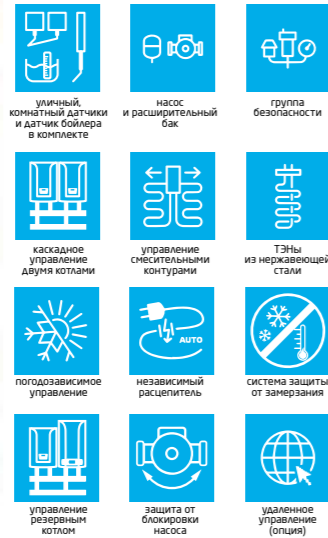 уличный,
комнатный датчики
и датчик бойлера
в комплекте
насос
и расширительный
бак
группа
безопасности
каскадное
управление
двумя котлами
управление
смесительными
контурами
ТЭНы
из нержавеющей
стали
погодозависимое
управление
AUTO
независимый
расцепитель
система защиты
от замерзания
управление
резервным
котлом
защита от
блокировки
насоса
удаленное
управление
(опция)